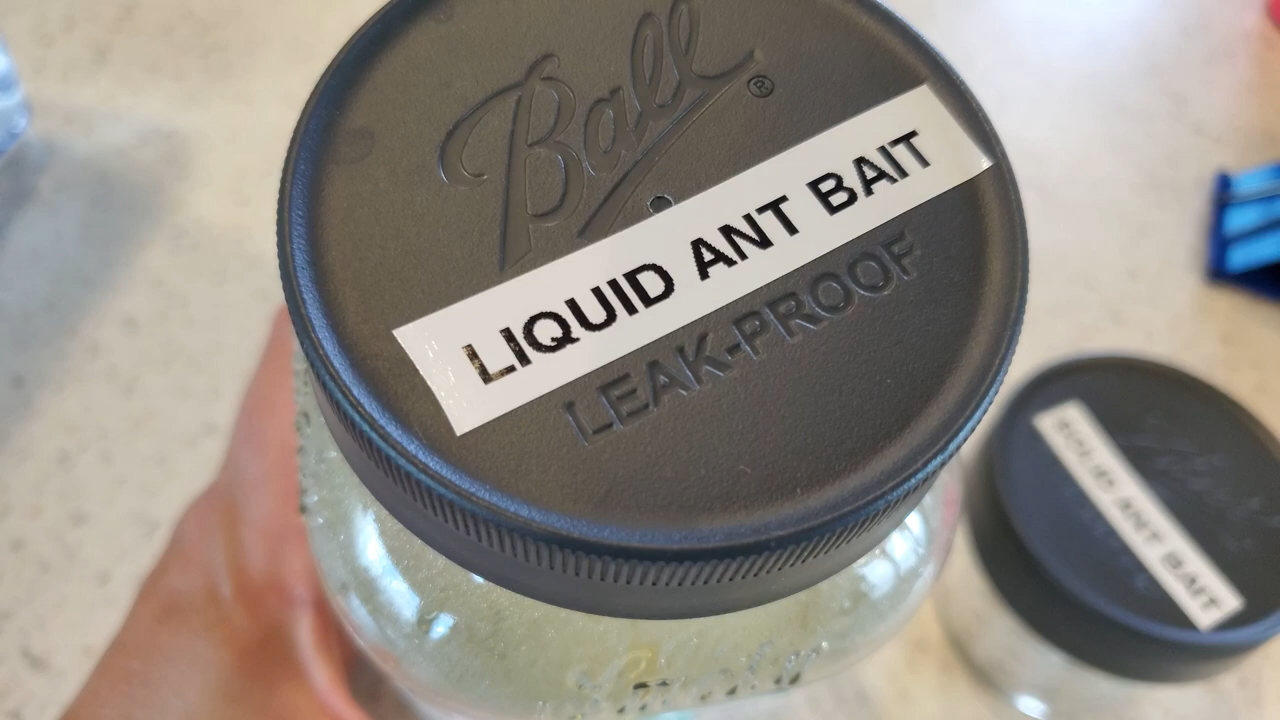 Ball
®
LIQUID ANT BAIT
LEAK-PROOF
SOLID ANT BAIT